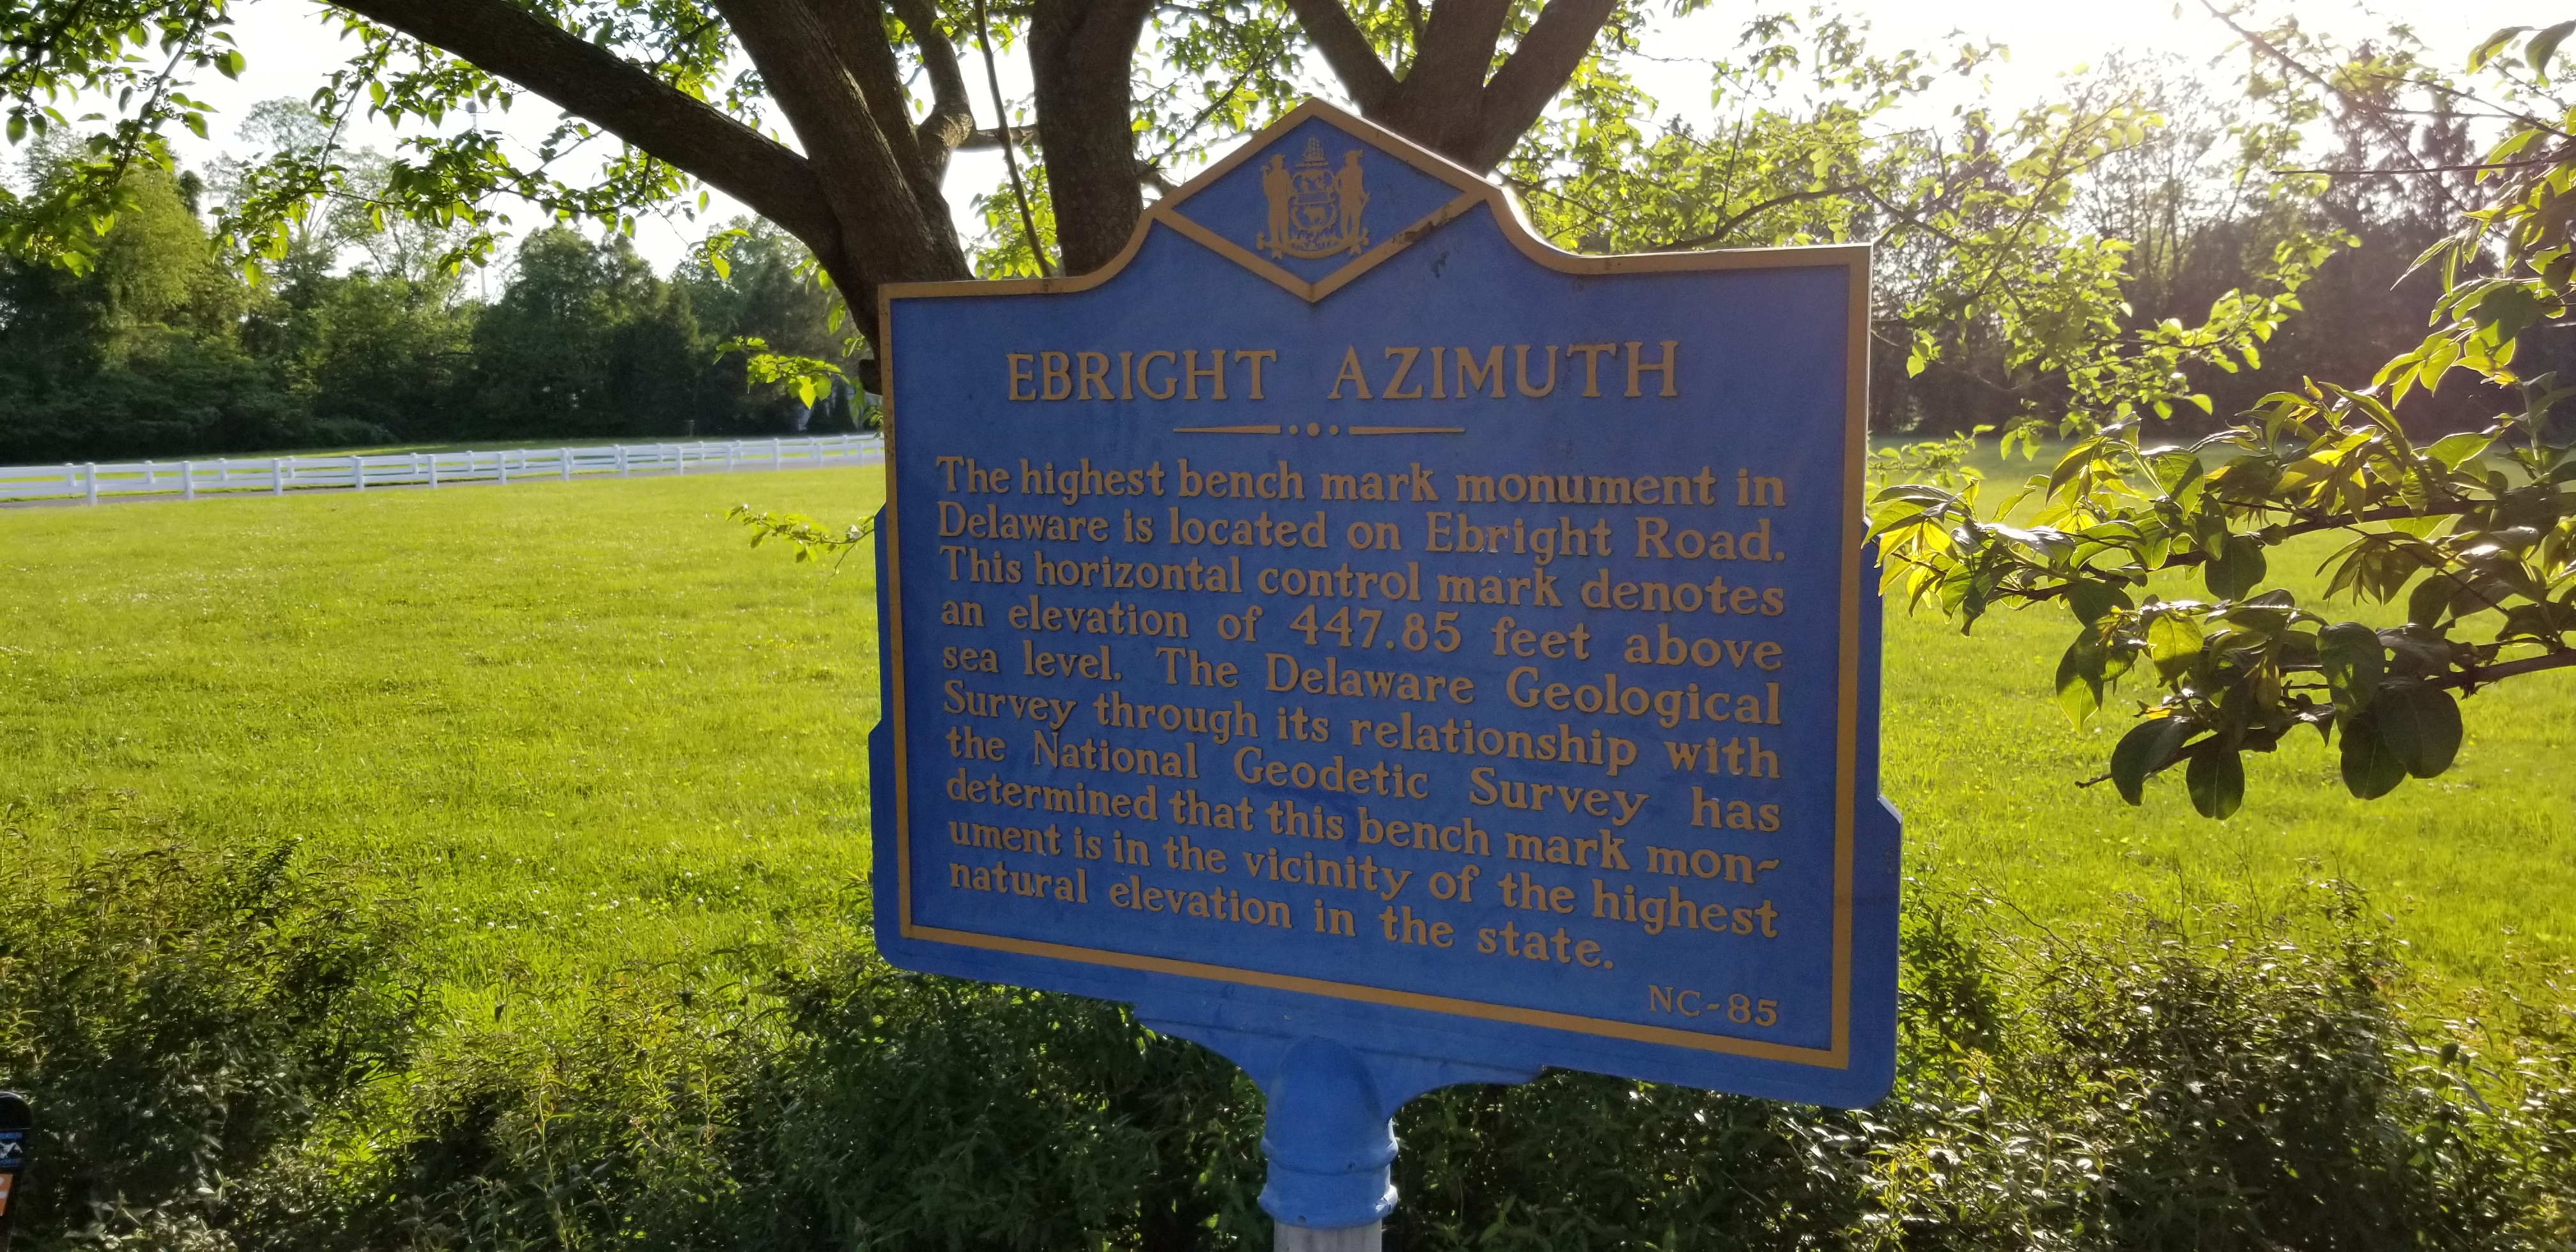 EBRIGHT AZIMUTH
The highest bench mark monument in
Delaware is located on Ebright Road.
This horizontal control mark denotes
an elevation of 447.85 feet above
sea level. The Delaware Geological
Survey through its relationship with
the National Geodetic Survey has
determined that this bench mark mon-
ument is in the vicinity of the highest
natural elevation in the state.
NC-85